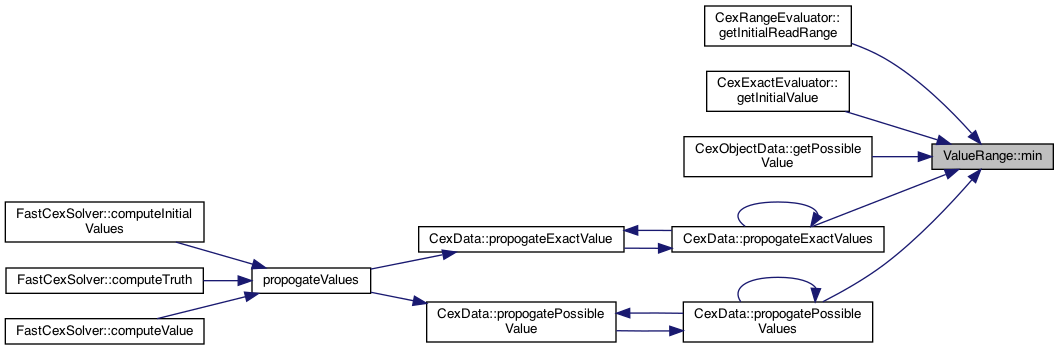 CexRangeEvaluator::
getInitialReadRange
CexExactEvaluator::
getInitialValue
CexObjectData::getPossible
Value
ValueRange::min
FastCexSolver::computeInitial
Values
CexData::propogateExactValue
CexData::propogateExactValues
FastCexSolver::computeTruth
propogateValues
FastCexSolver::computeValue
CexData::propogatePossible
Value
CexData::propogatePossible
Values